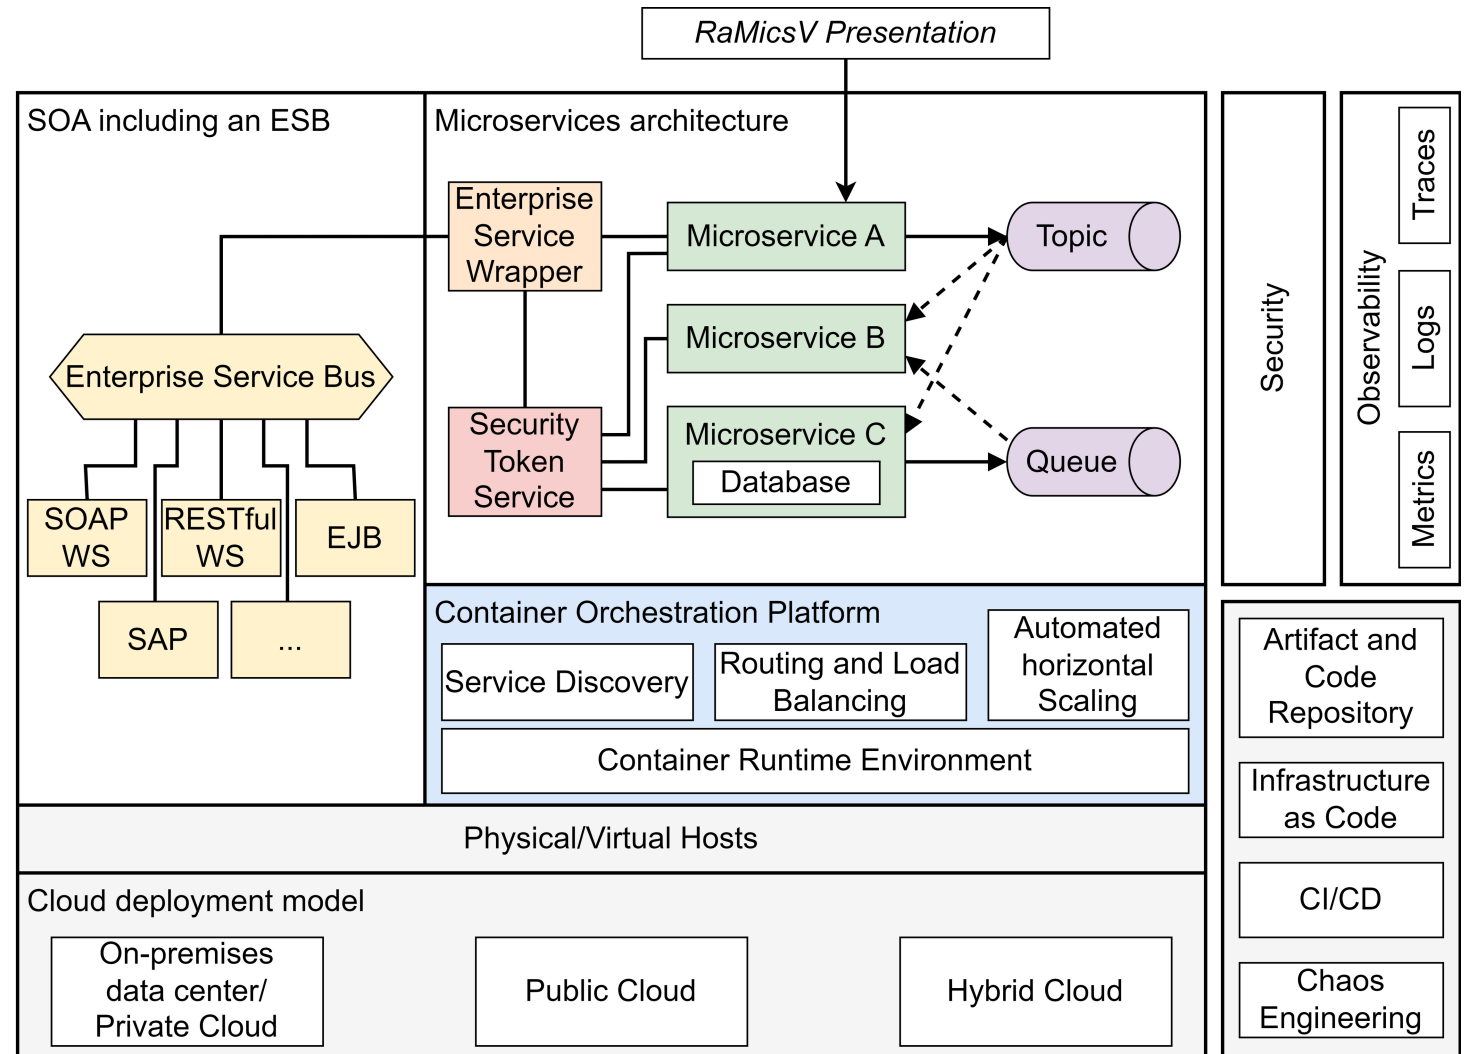 RaMicsV Presentation
SOA including an ESB
Enterprise Service Bus
SOAP
WS
RESTful
WS
EJB
SAP
...
Microservices architecture
Enterprise
Service
Wrapper
Microservice A
Topic
Microservice B
Security
Token
Service
Microservice C
Database
Queue
Container Orchestration Platform
Service Discovery
Routing and Load
Balancing
Automated
horizontal
Scaling
Container Runtime Environment
Physical/Virtual Hosts
Cloud deployment model
On-premises
data center/
Private Cloud
Public Cloud
Hybrid Cloud
Security
Observability
Traces
Logs
Metrics
Artifact and
Code
Repository
Infrastructure
as Code
CI/CD
Chaos
Engineering